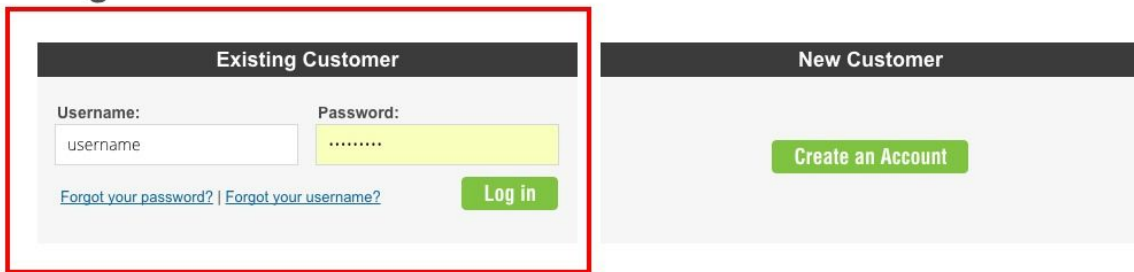 Existing Customer
Username:
Password:
username
·········
Forgot your password? | Forgot your username?
Log in
New Customer
Create an Account